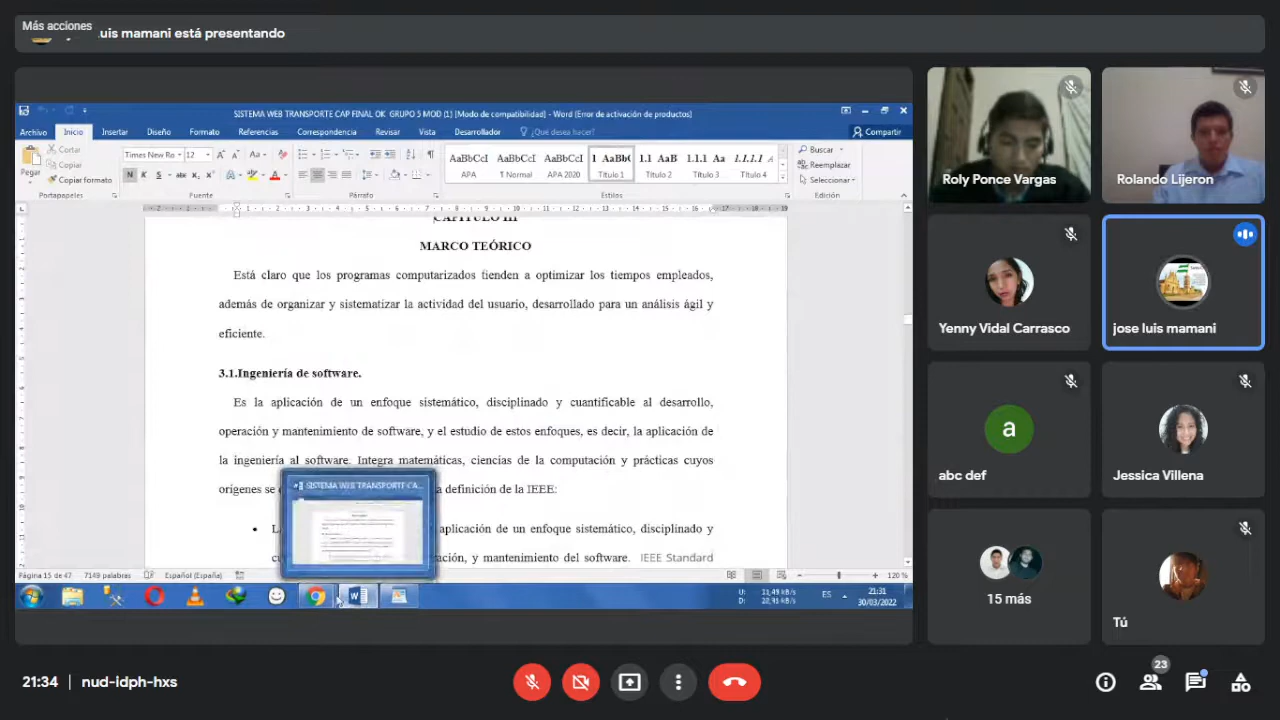 Más acciones
uis mamani está presentando
SISTEMA WEB TRANSPORTE CAP FINAL OK GRUPO 5 MOD (1) [Modo de compatibilidad] - Word (Error de activación de productos)
Archivo Inicio Insertar Diseño Formato Referencias Correspondencia Revisar Vista Desarrollador ¿Qué desea hacer? Compartir
Pegar
Cortar
Copiar
Copiar formato
Portapapeles
Times New Ro 12
Fuente
Párrafo
AaBbCcI AaBbCcI AaBbCcI 1 AaBb( 1.1 AaB 1.1.1 Aa 1.1.1.1
APA T Normal APA 2020 Título 1 Título 2 Título 3 Título 4
Estilos
Buscar
Reemplazar
Seleccionar
Edición
CAPITULO III
MARCO TEÓRICO
Está claro que los programas computarizados tienden a optimizar los tiempos empleados,
además de organizar y sistematizar la actividad del usuario, desarrollado para un análisis ágil y
eficiente.
3.1.Ingeniería de software.
Es la aplicación de un enfoque sistemático, disciplinado y cuantificable al desarrollo,
operación y mantenimiento de software, y el estudio de estos enfoques, es decir, la aplicación de
la ingeniería al software. Integra matemáticas, ciencias de la computación y prácticas cuyos
orígenes se
a definición de la IEEE:
SISTEMA WEB TRANSPORTE CA...
aplicación de un enfoque sistemático, disciplinado y
ación, y mantenimiento del software. IEEE Standard
Página 15 de 47 7149 palabras Español (España) 120 %
U: 11,49 kB/s
ES
21:31
30/03/2022
Roly Ponce Vargas
Rolando Lijeron
Yenny Vidal Carrasco
jose luis mamani
a
abc def
Jessica Villena
15 más
Tú
21:34 | nud-idph-hxs
23